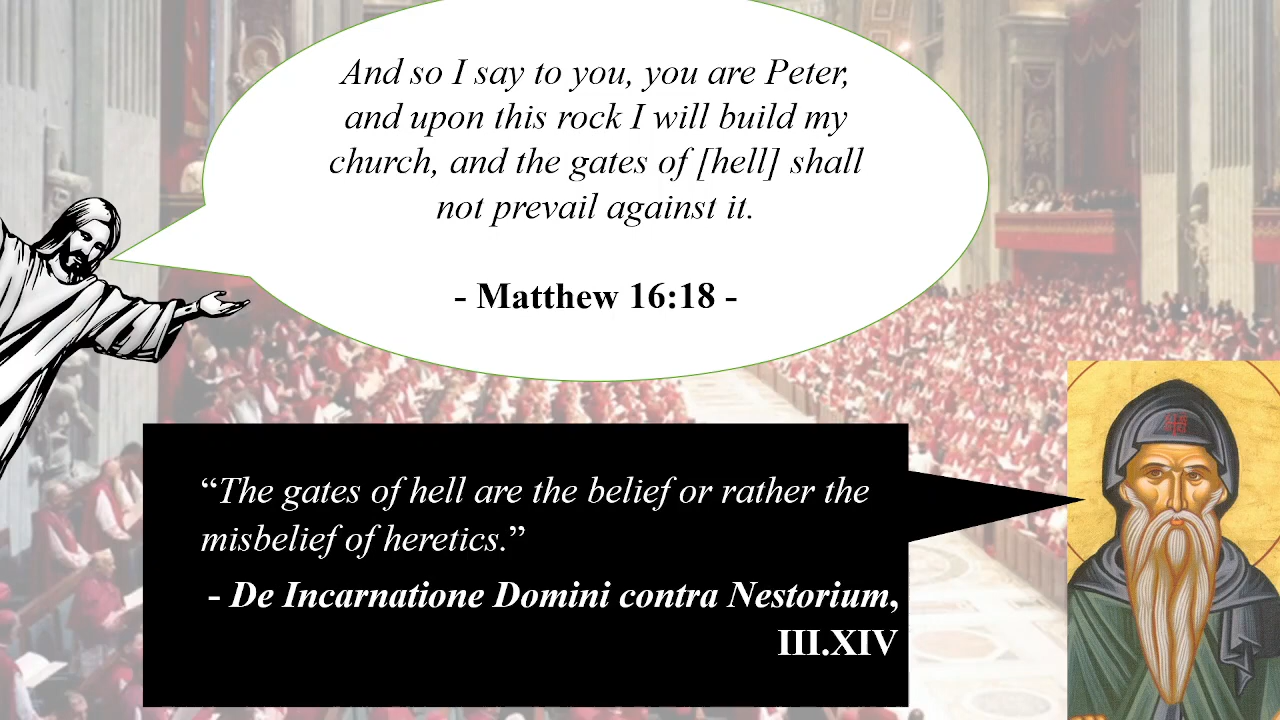 And so I say to you, you are Peter,
and upon this rock I will build my
church, and the gates of [hell] shall
not prevail against it.
- Matthew 16:18 -
“The gates of hell are the belief or rather the
misbelief of heretics.”
- De Incarnatione Domini contra Nestorium,
III.XIV